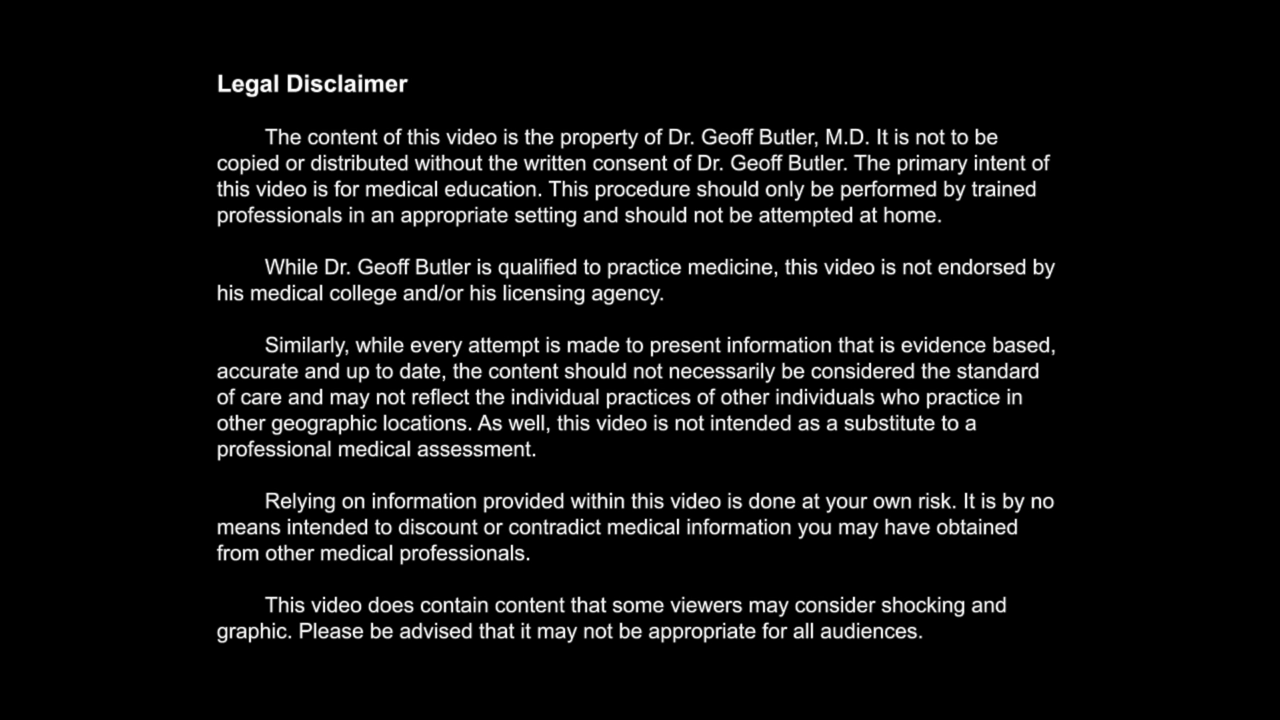 Legal Disclaimer
The content of this video is the property of Dr. Geoff Butler, M.D. It is not to be
copied or distributed without the written consent of Dr. Geoff Butler. The primary intent of
this video is for medical education. This procedure should only be performed by trained
professionals in an appropriate setting and should not be attempted at home.
While Dr. Geoff Butler is qualified to practice medicine, this video is not endorsed by
his medical college and/or his licensing agency.
Similarly, while every attempt is made to present information that is evidence based,
accurate and up to date, the content should not necessarily be considered the standard
of care and may not reflect the individual practices of other individuals who practice in
other geographic locations. As well, this video is not intended as a substitute to a
professional medical assessment.
Relying on information provided within this video is done at your own risk. It is by no
means intended to discount or contradict medical information you may have obtained
from other medical professionals.
This video does contain content that some viewers may consider shocking and
graphic. Please be advised that it may not be appropriate for all audiences.